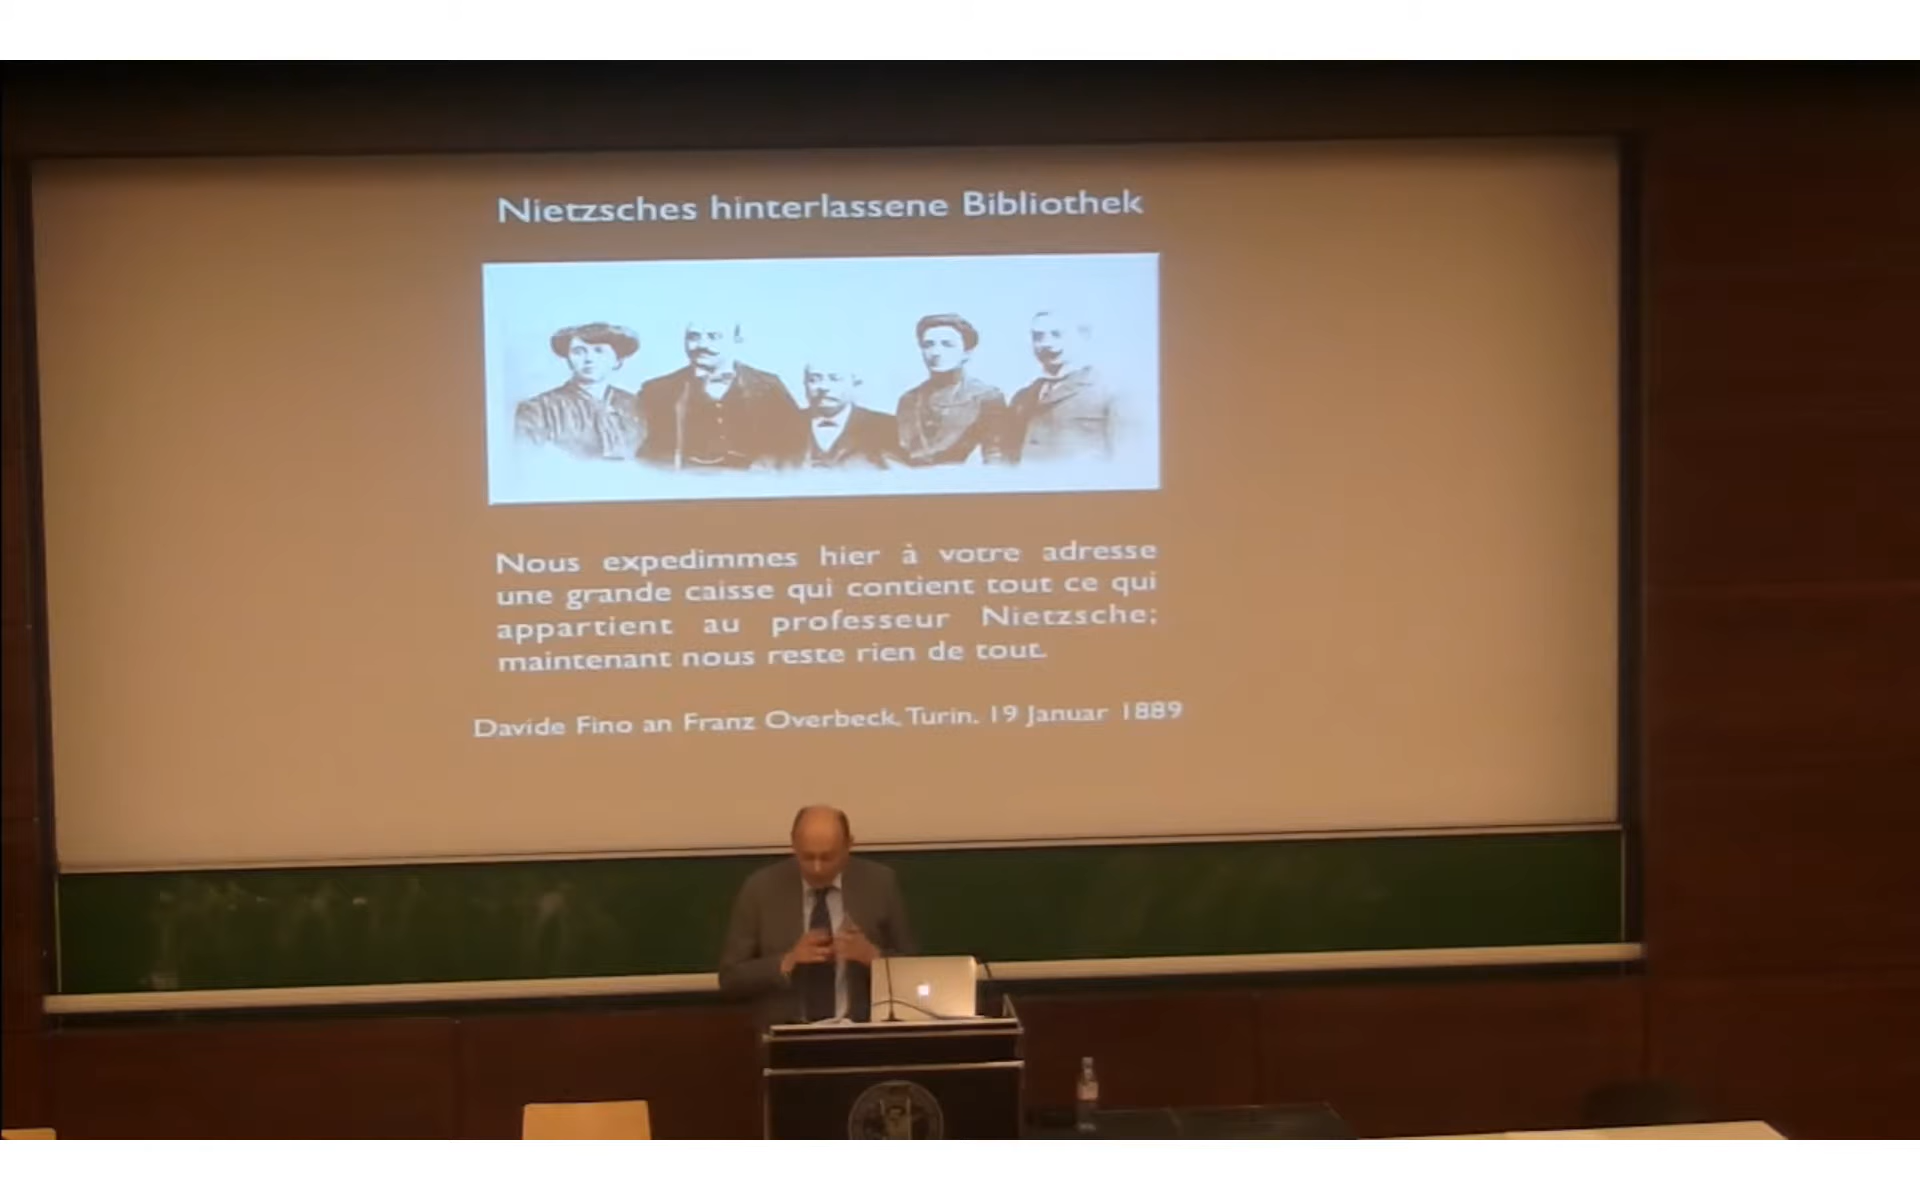 Nietzsches hinterlassene Bibliothek
Nous expedimmes hier à votre adresse
une grande caisse qui contient tout ce qui
appartient au professeur Nietzsche;
maintenant nous reste rien de tout.
Davide Fino an Franz Overbeck, Turin, 19 Januar 1889